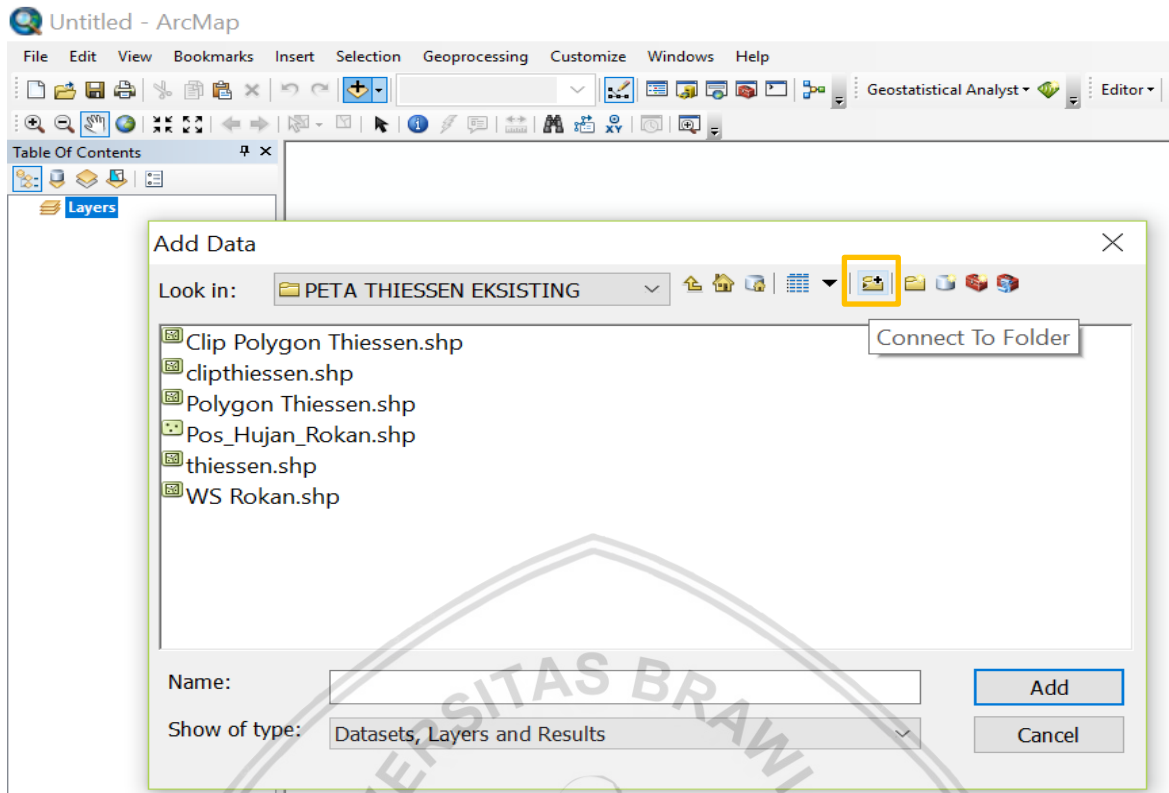 Untitled - ArcMap
File Edit View Bookmarks Insert Selection Geoprocessing Customize Windows Help
Geostatistical Analyst Editor
Table Of Contents
Layers
Add Data
Look in: PETA THIESSEN EKSISTING
Connect To Folder
Clip Polygon Thiessen.shp
clipthiessen.shp
Polygon Thiessen.shp
Pos_Hujan_Rokan.shp
thiessen.shp
WS Rokan.shp
Name:
Add
Show of type: Datasets, Layers and Results
Cancel
ERSITAS BRAWI